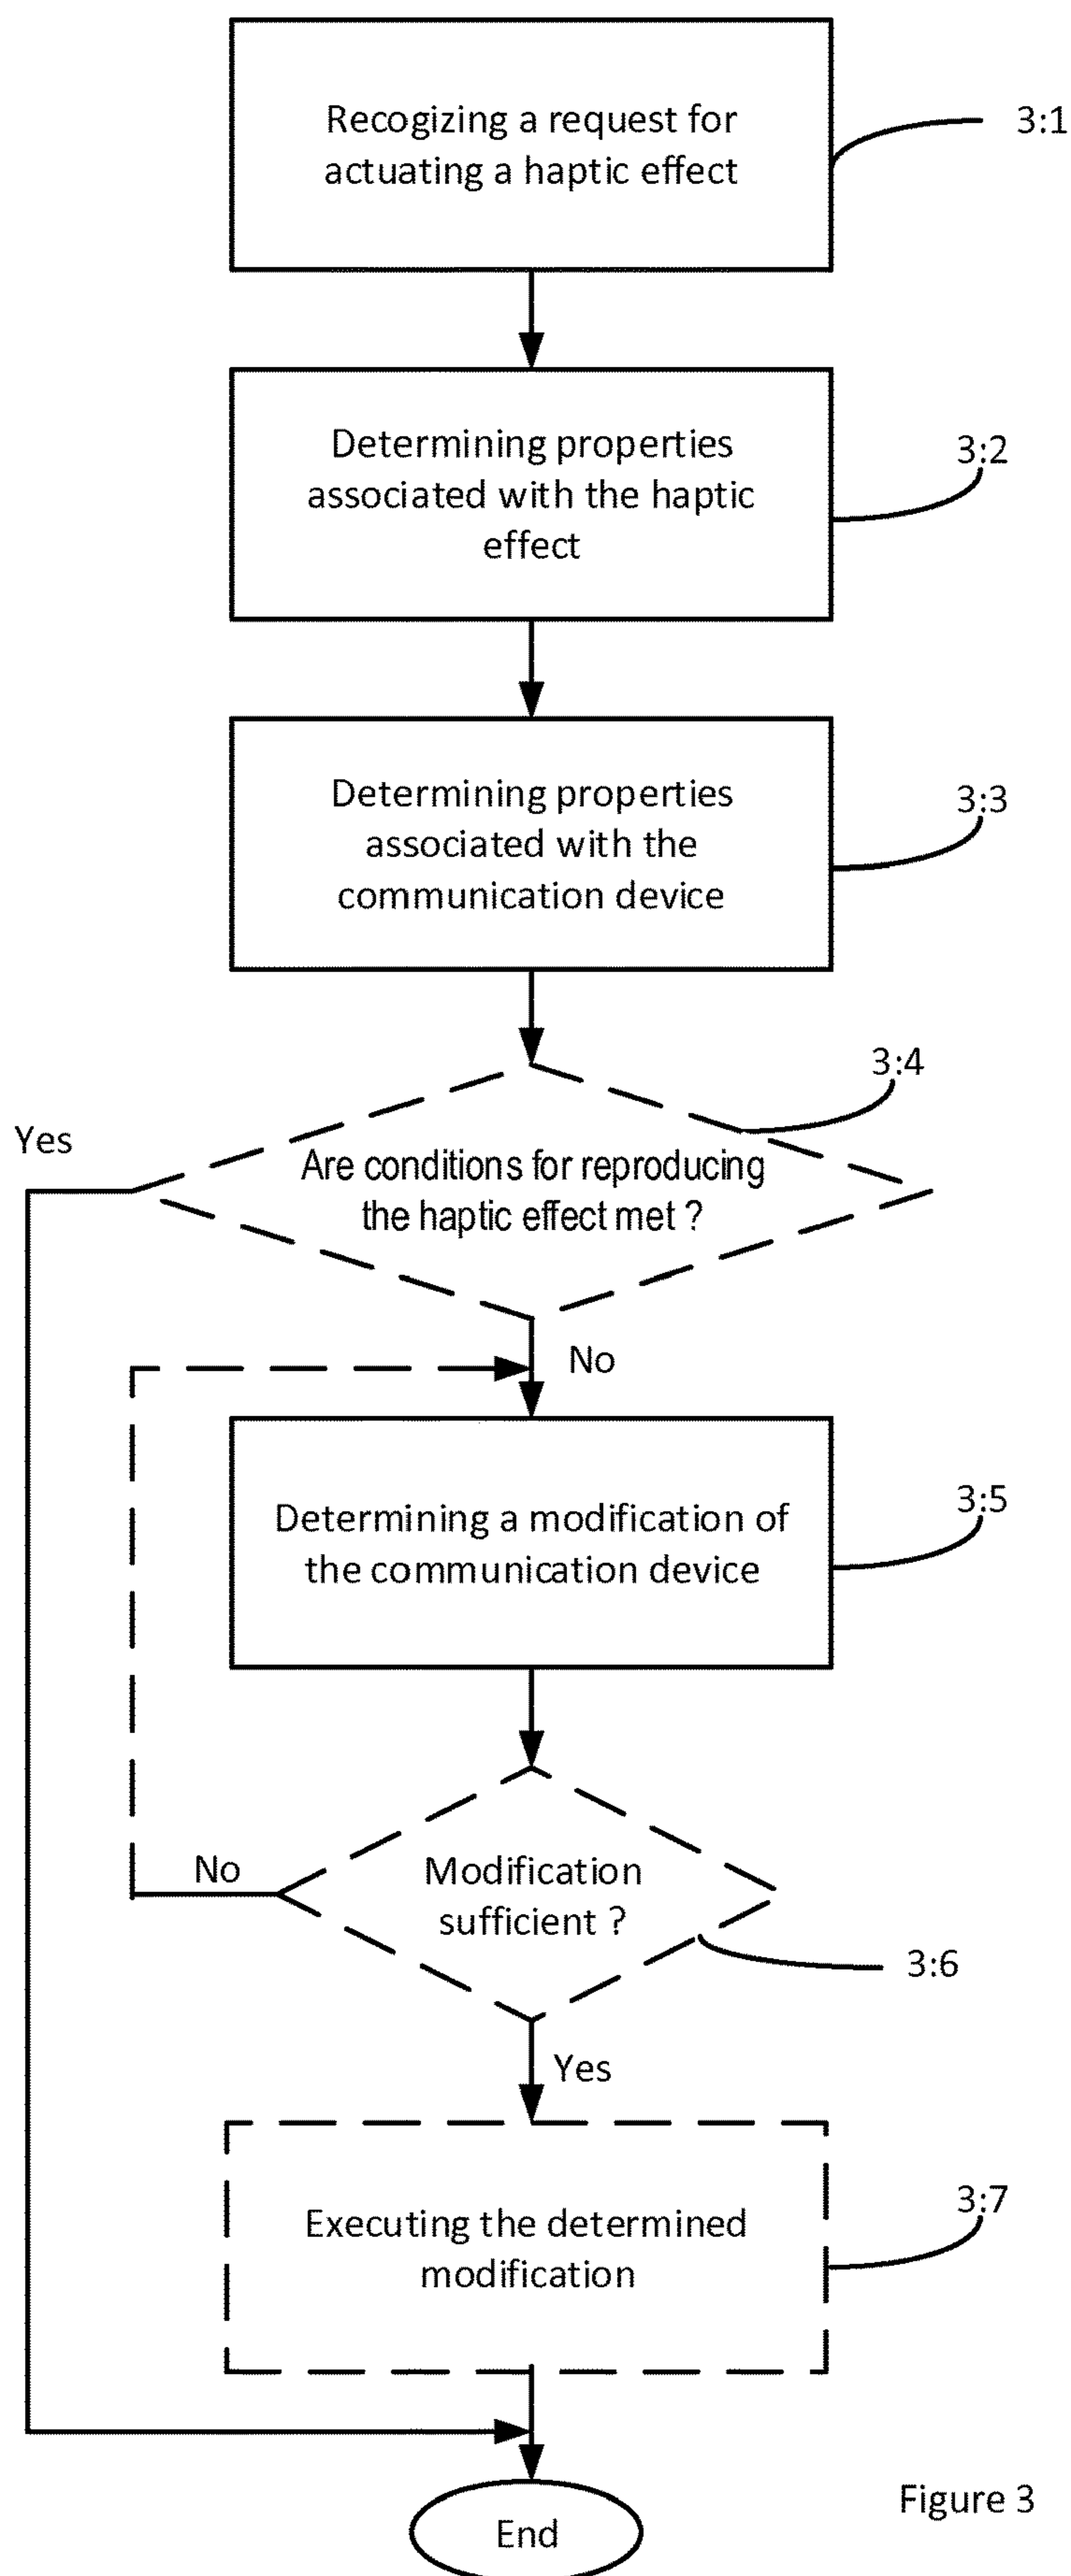 Recogizing a request for
actuating a haptic effect
3:1
Determining properties
associated with the haptic
effect
3:2
Determining properties
associated with the
communication device
3:3
3:4
Yes
Are conditions for reproducing
the haptic effect met ?
No
Determining a modification of
the communication device
3:5
No
Modification
sufficient ?
3:6
Yes
Executing the determined
modification
3:7
End
Figure 3